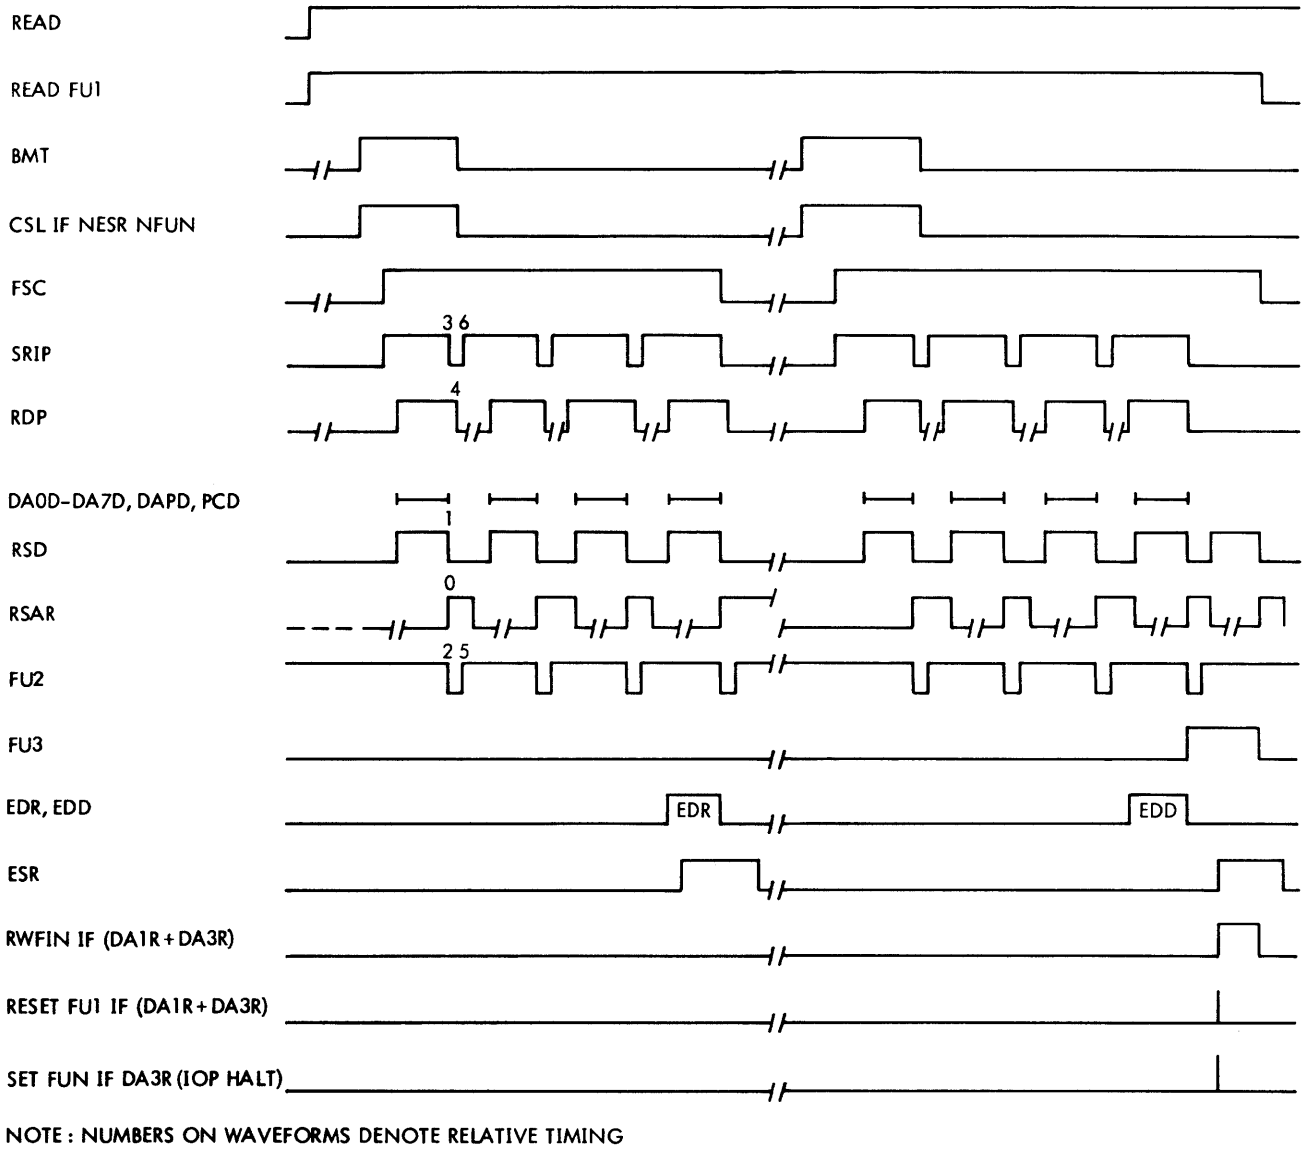 READ
READ FU1
BMT
CSL IF NESR NFUN
FSC
3 6
SRIP
4
RDP
DA0D-DA7D, DAPD, PCD
1
RSD
0
RSAR
2 5
FU2
FU3
EDR, EDD
EDR
EDD
ESR
RWFIN IF (DA1R+DA3R)
RESET FU1 IF (DA1R+DA3R)
SET FUN IF DA3R (IOP HALT)
NOTE: NUMBERS ON WAVEFORMS DENOTE RELATIVE TIMING